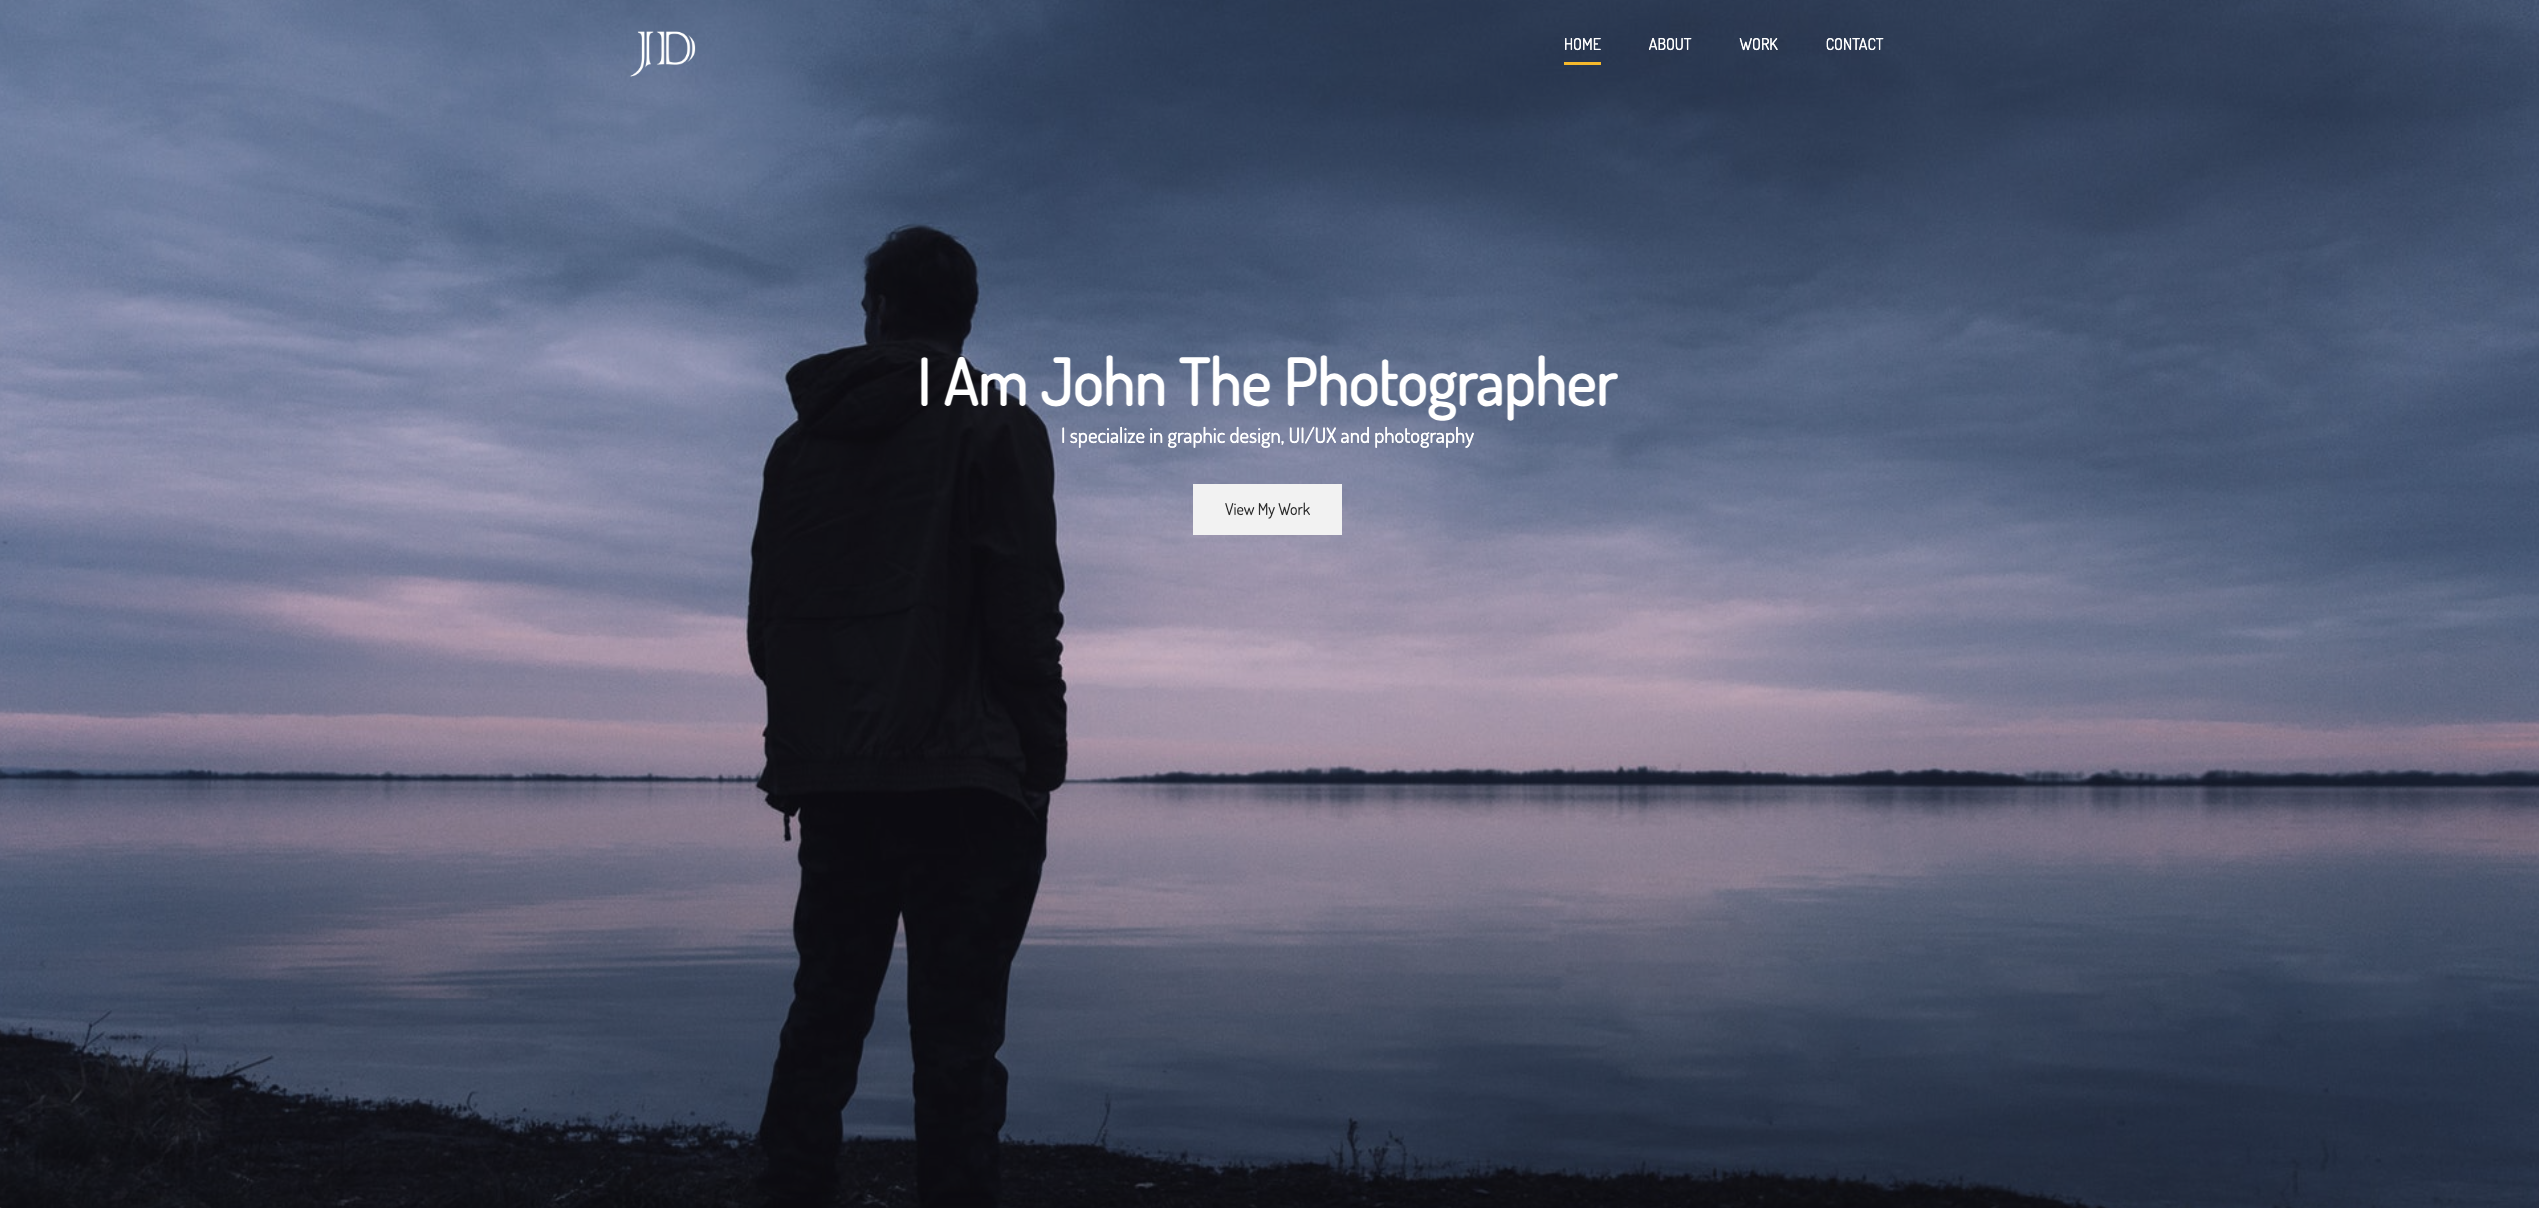 JD
HOME ABOUT WORK CONTACT
I Am John The Photographer
I specialize in graphic design, UI/UX and photography
View My Work